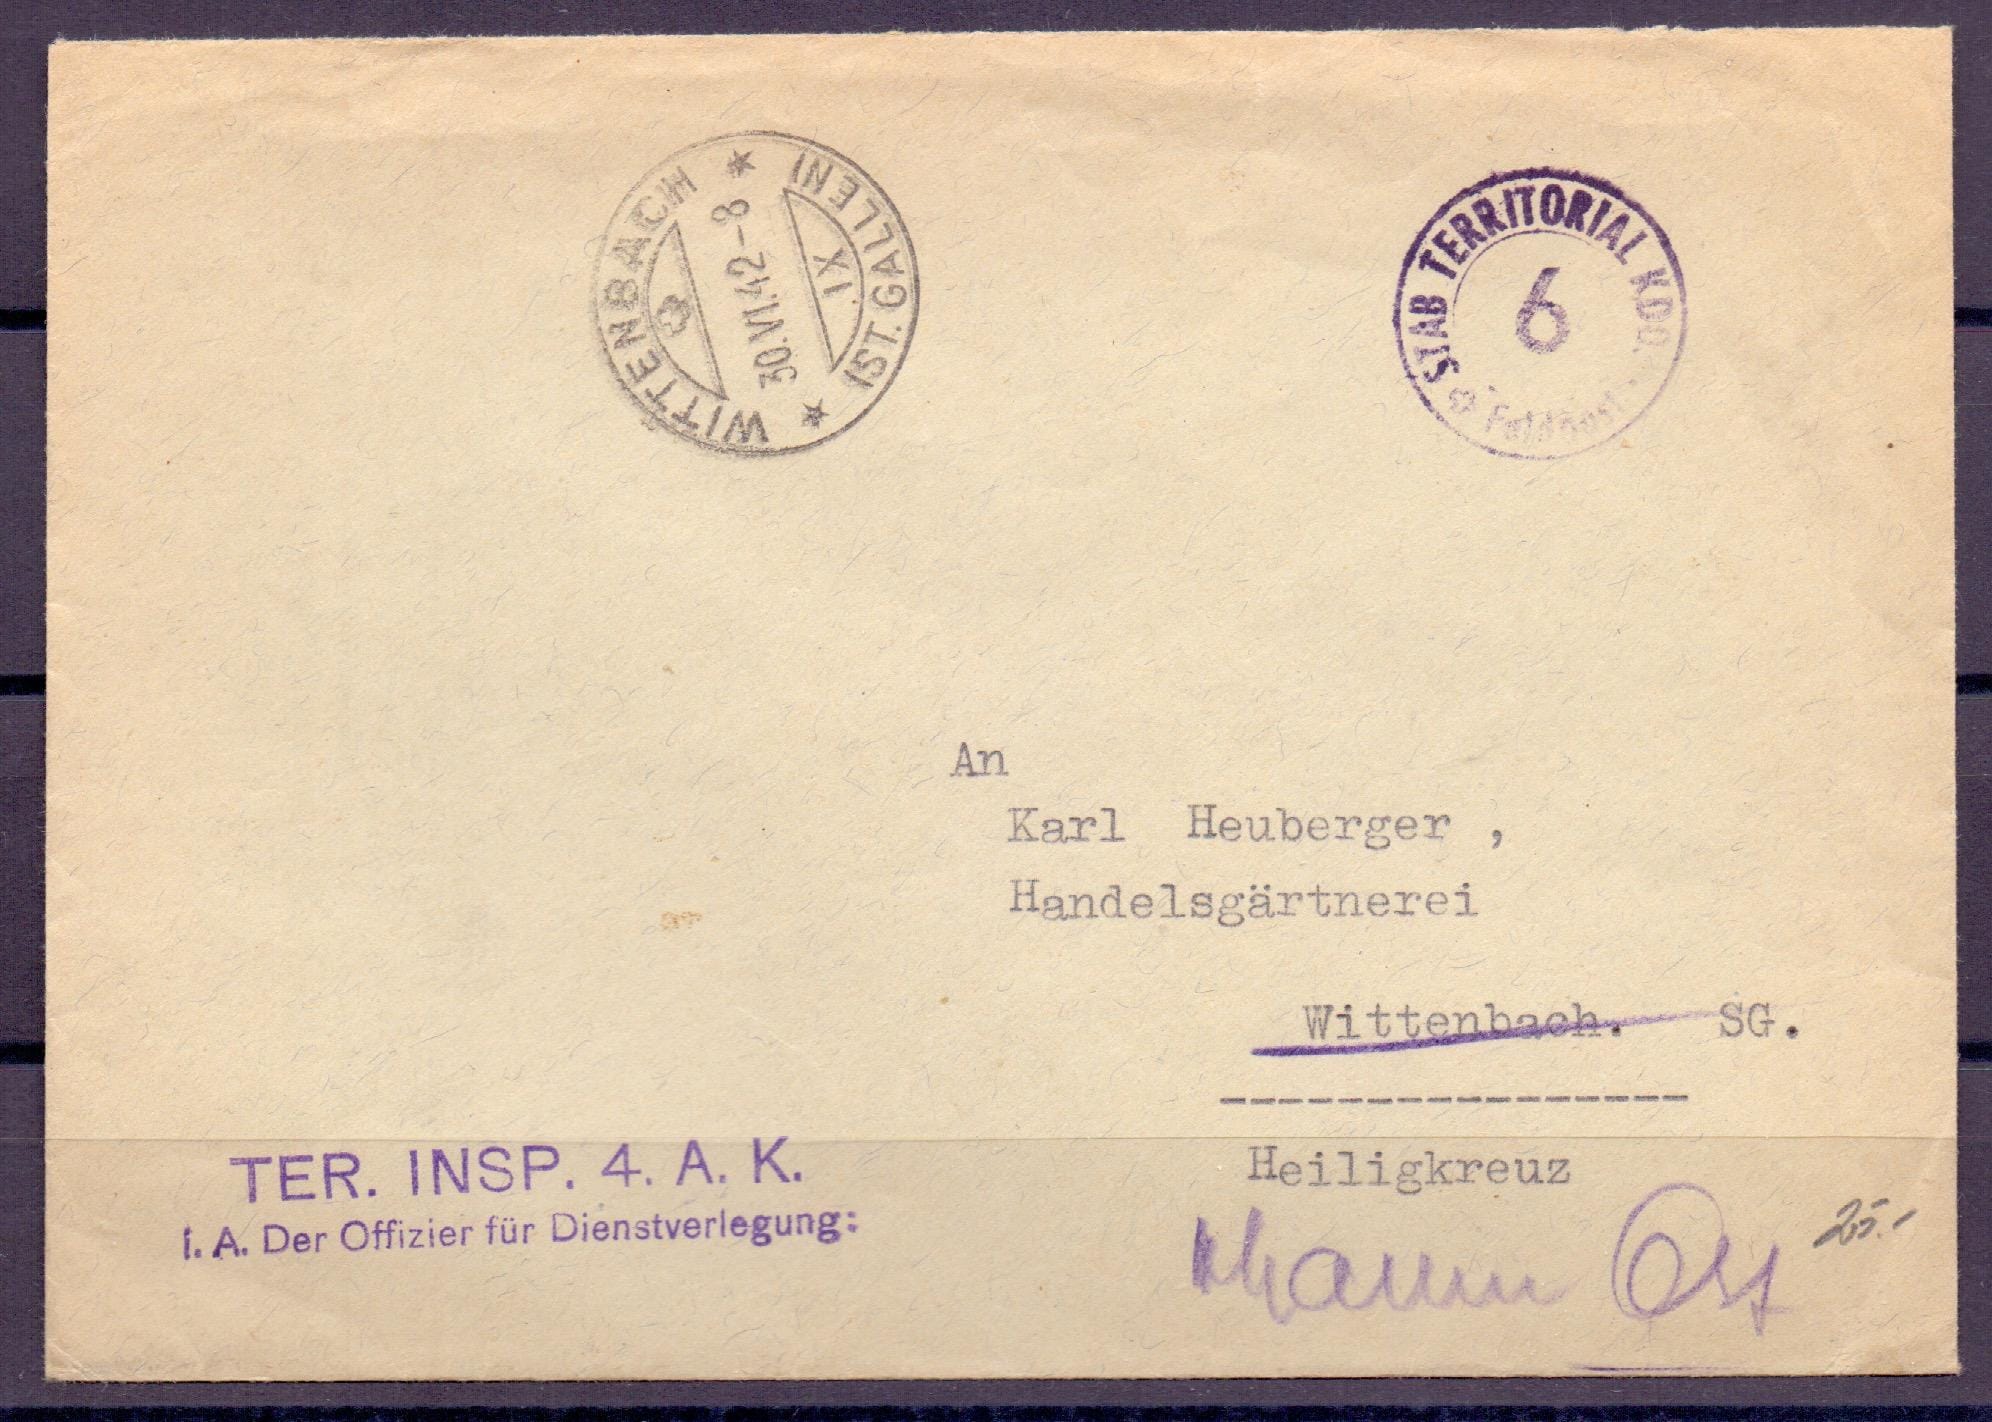 WITTENBACH
(ST. GALLEN)
30.VI.42-8
IX
STAB TERRITORIAL KDO.
6
Feldpost
An
Karl Heuberger ,
Handelsgärtnerei
Wittenbach. SG.
----------------
Heiligkreuz
Ost
25.-
TER. INSP. 4. A. K.
I. A. Der Offizier für Dienstverlegung: